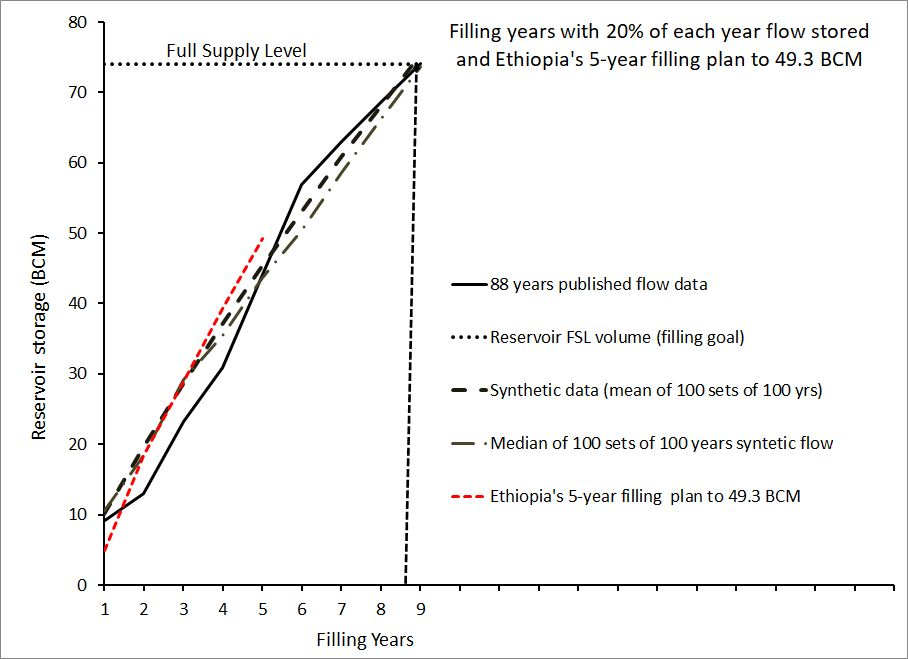 Filling years with 20% of each year flow stored
and Ethiopia's 5-year filling plan to 49.3 BCM
Full Supply Level
80
70
60
50
40
30
20
10
0
Reservoir storage (BCM)
88 years published flow data
Reservoir FSL volume (filling goal)
Synthetic data (mean of 100 sets of 100 yrs)
Median of 100 sets of 100 years syntetic flow
Ethiopia's 5-year filling plan to 49.3 BCM
1 2 3 4 5 6 7 8 9
Filling Years